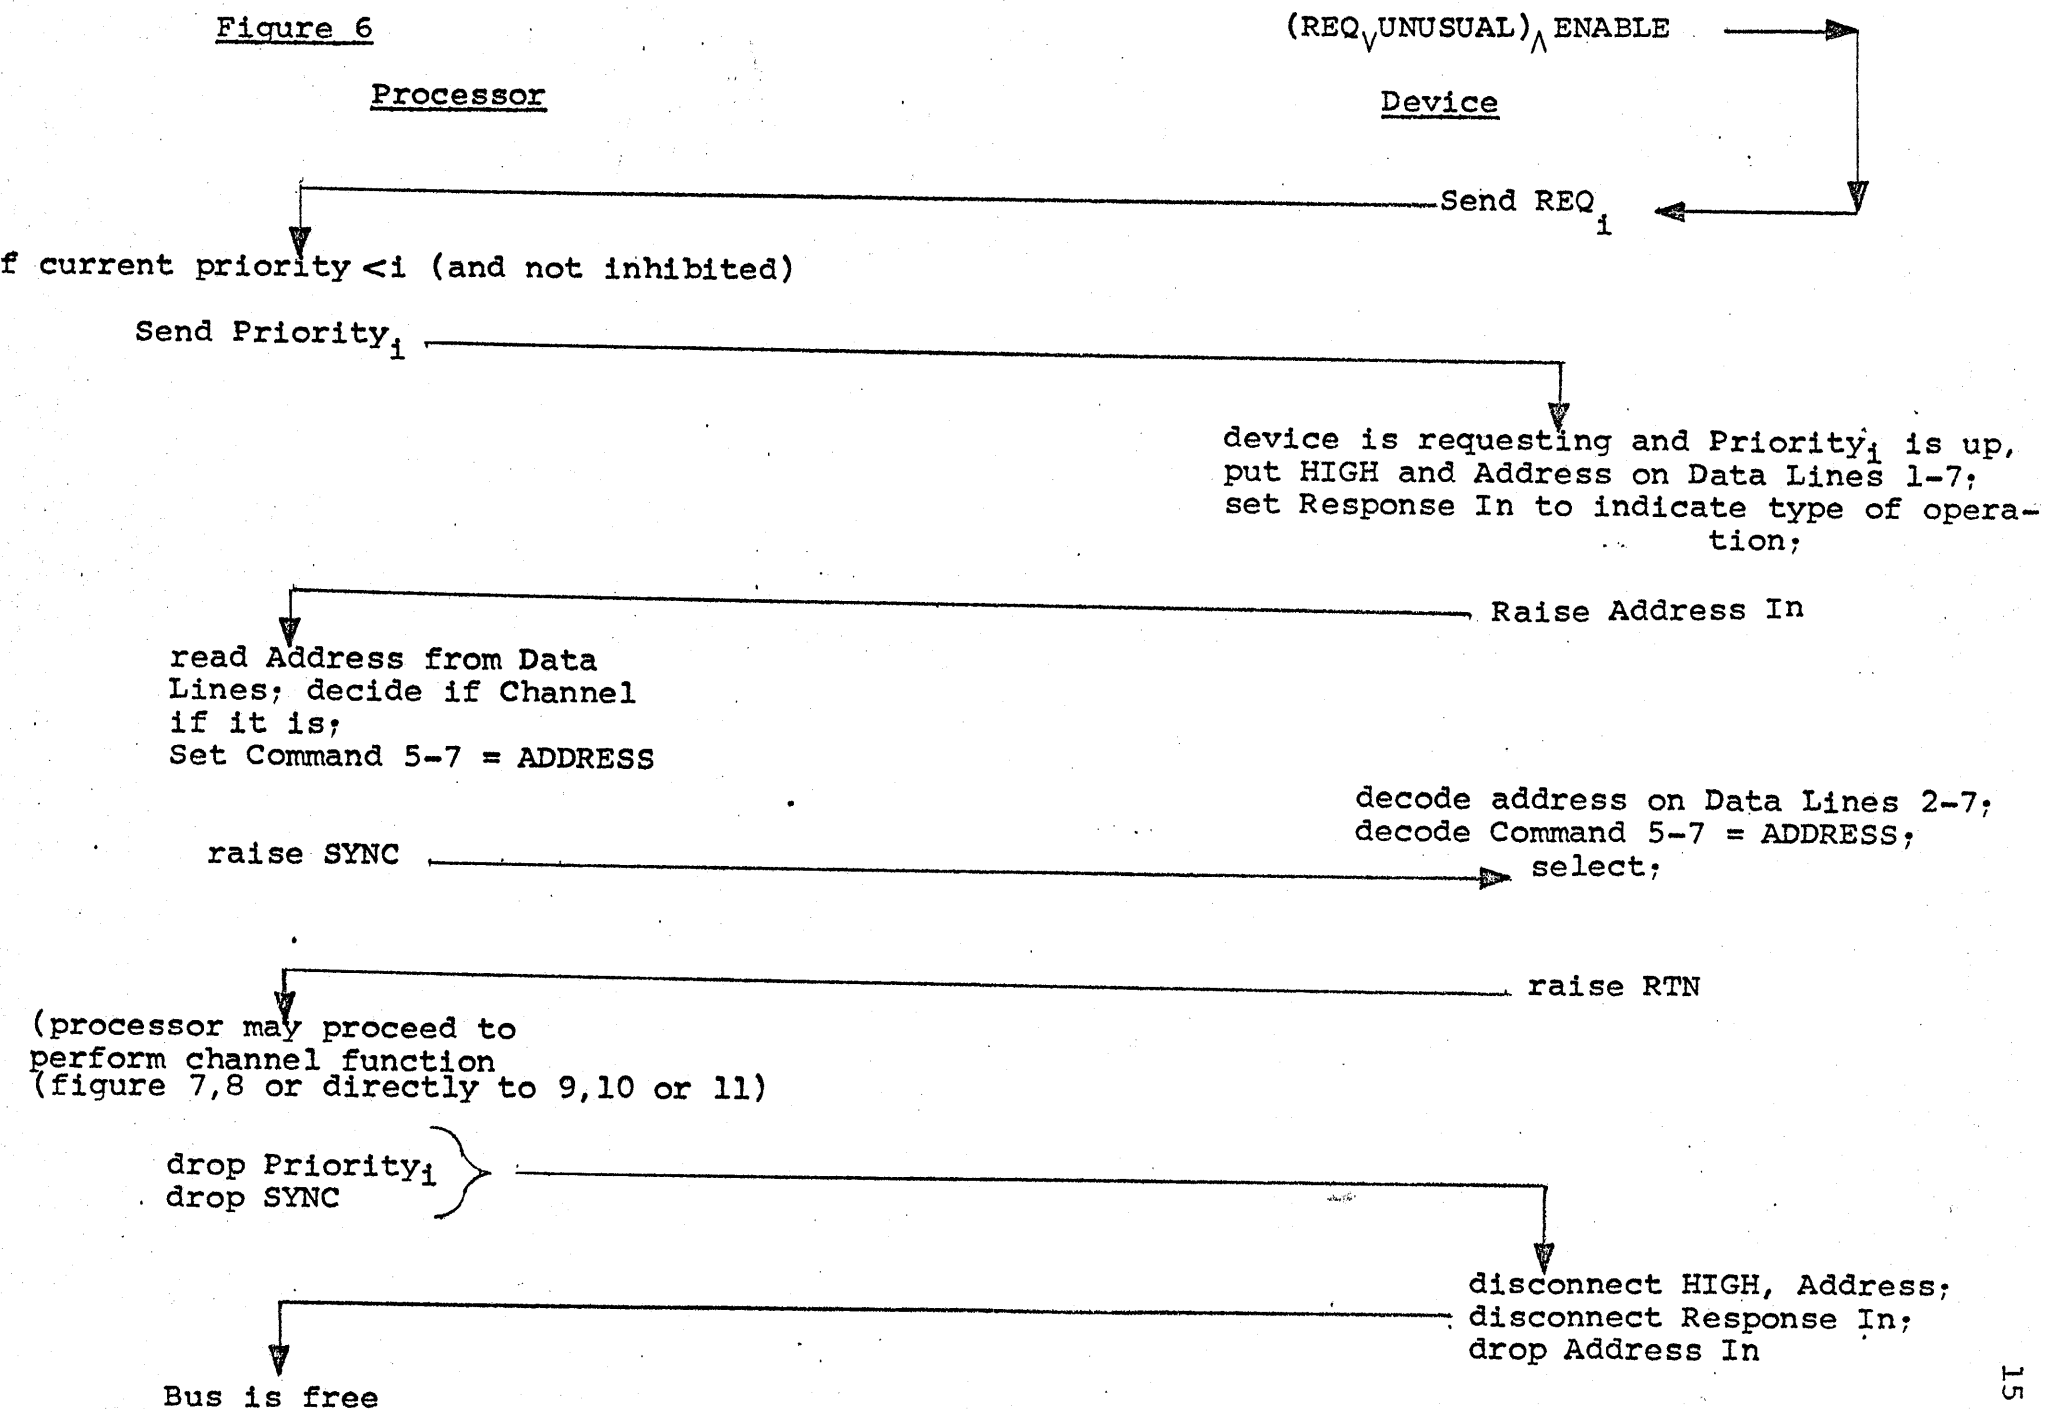 Figure 6
(REQ∨UNUSUAL)∧ENABLE
Processor
Device
Send REQi
f current priority <i (and not inhibited)
Send Priorityi
device is requesting and Priorityi is up,
put HIGH and Address on Data Lines 1-7;
set Response In to indicate type of opera-
tion;
Raise Address In
read Address from Data
Lines; decide if Channel
if it is;
Set Command 5-7 = ADDRESS
decode address on Data Lines 2-7;
decode Command 5-7 = ADDRESS;
raise SYNC
select;
raise RTN
(processor may proceed to
perform channel function
(figure 7,8 or directly to 9,10 or 11)
drop Priorityi
drop SYNC
disconnect HIGH, Address;
disconnect Response In;
drop Address In
Bus is free
15